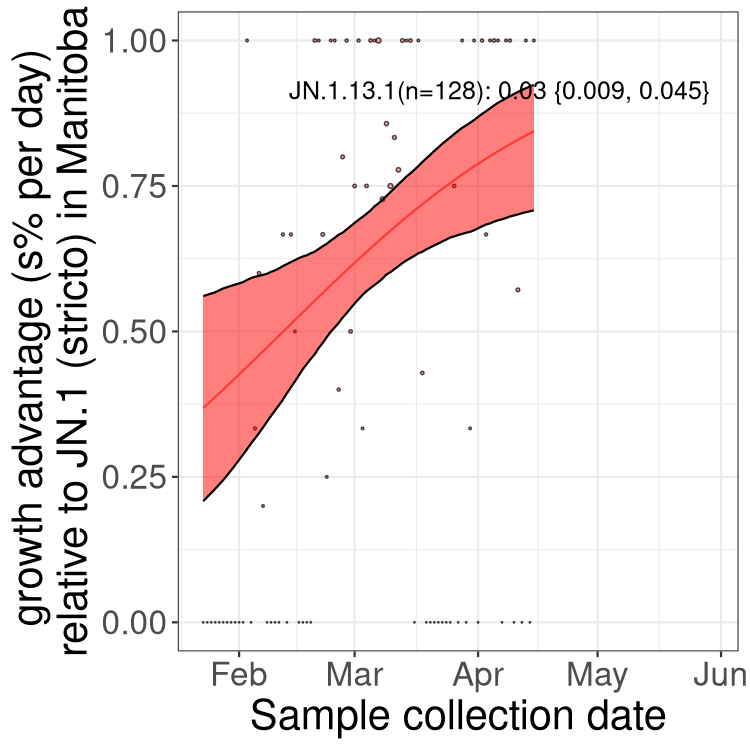 growth advantage (s% per day)
relative to JN.1 (stricto) in Manitoba
1.00
0.75
0.50
0.25
0.00
JN.1.13.1(n=128): 0.03 {0.009, 0.045}
Feb Mar Apr May Jun
Sample collection date